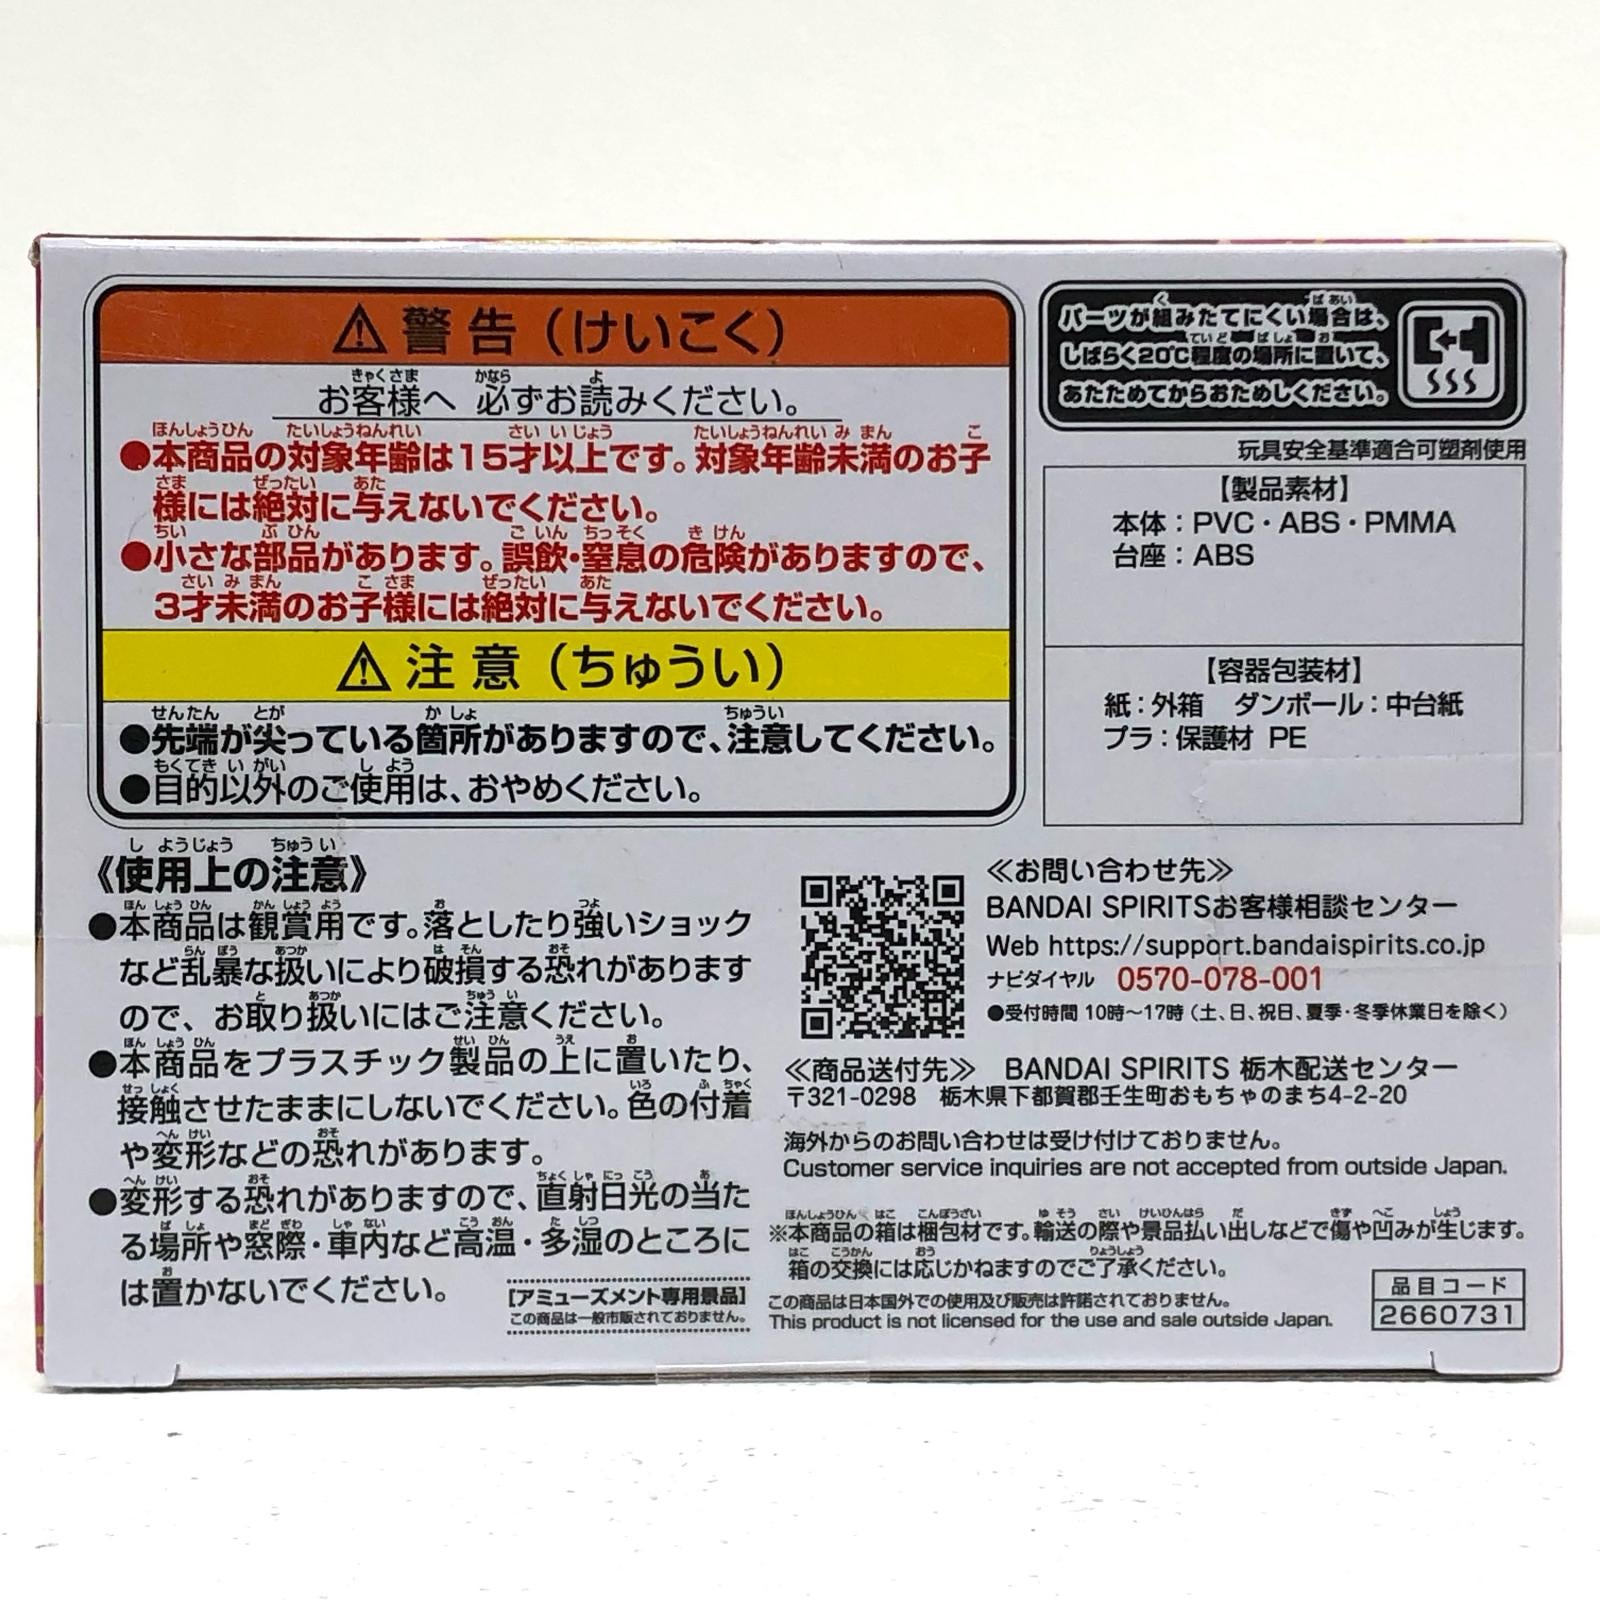 ⚠警告（けいこく）
お客様へ 必ずお読みください。
●本商品の対象年齢は15才以上です。対象年齢未満のお子
様には絶対に与えないでください。
●小さな部品があります。誤飲・窒息の危険がありますので、
3才未満のお子様には絶対に与えないでください。
⚠注意（ちゅうい）
●先端が尖っている箇所がありますので、注意してください。
●目的以外のご使用は、おやめください。
パーツが組みたてにくい場合は、
しばらく20℃程度の場所に置いて、
あたためてからおためしください。
玩具安全基準適合可塑剤使用
【製品素材】
本体：PVC・ABS・PMMA
台座：ABS
【容器包装材】
紙：外箱 ダンボール：中台紙
プラ：保護材 PE
《使用上の注意》
●本商品は観賞用です。落としたり強いショック
など乱暴な扱いにより破損する恐れがあります
ので、お取り扱いにはご注意ください。
●本商品をプラスチック製品の上に置いたり、
接触させたままにしないでください。色の付着
や変形などの恐れがあります。
●変形する恐れがありますので、直射日光の当た
る場所や窓際・車内など高温・多湿のところに
は置かないでください。
[アミューズメント専用景品]
この商品は一般市販されておりません。
≪お問い合わせ先≫
BANDAI SPIRITSお客様相談センター
Web https://support.bandaispirits.co.jp
ナビダイヤル 0570-078-001
●受付時間 10時〜17時（土、日、祝日、夏季・冬季休業日を除く）
≪商品送付先≫ BANDAI SPIRITS 栃木配送センター
〒321-0298 栃木県下都賀郡壬生町おもちゃのまち4-2-20
海外からのお問い合わせは受け付けておりません。
Customer service inquiries are not accepted from outside Japan.
※本商品の箱は梱包材です。輸送の際や景品払い出しなどで傷や凹みが生じます。
箱の交換には応じかねますのでご了承ください。
この商品は日本国外での使用及び販売は許諾されておりません。
This product is not licensed for the use and sale outside Japan.
品目コード
2660731